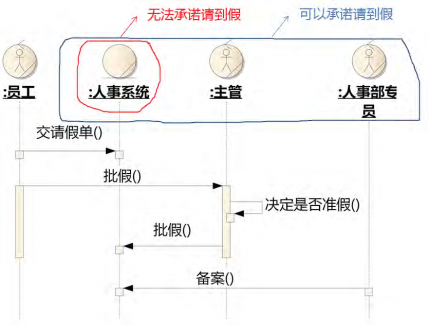 无法承诺请到假
可以承诺请到假
:员工
:人事系统
:主管
:人事部专
员
交请假单()
批假()
决定是否准假()
批假()
备案()